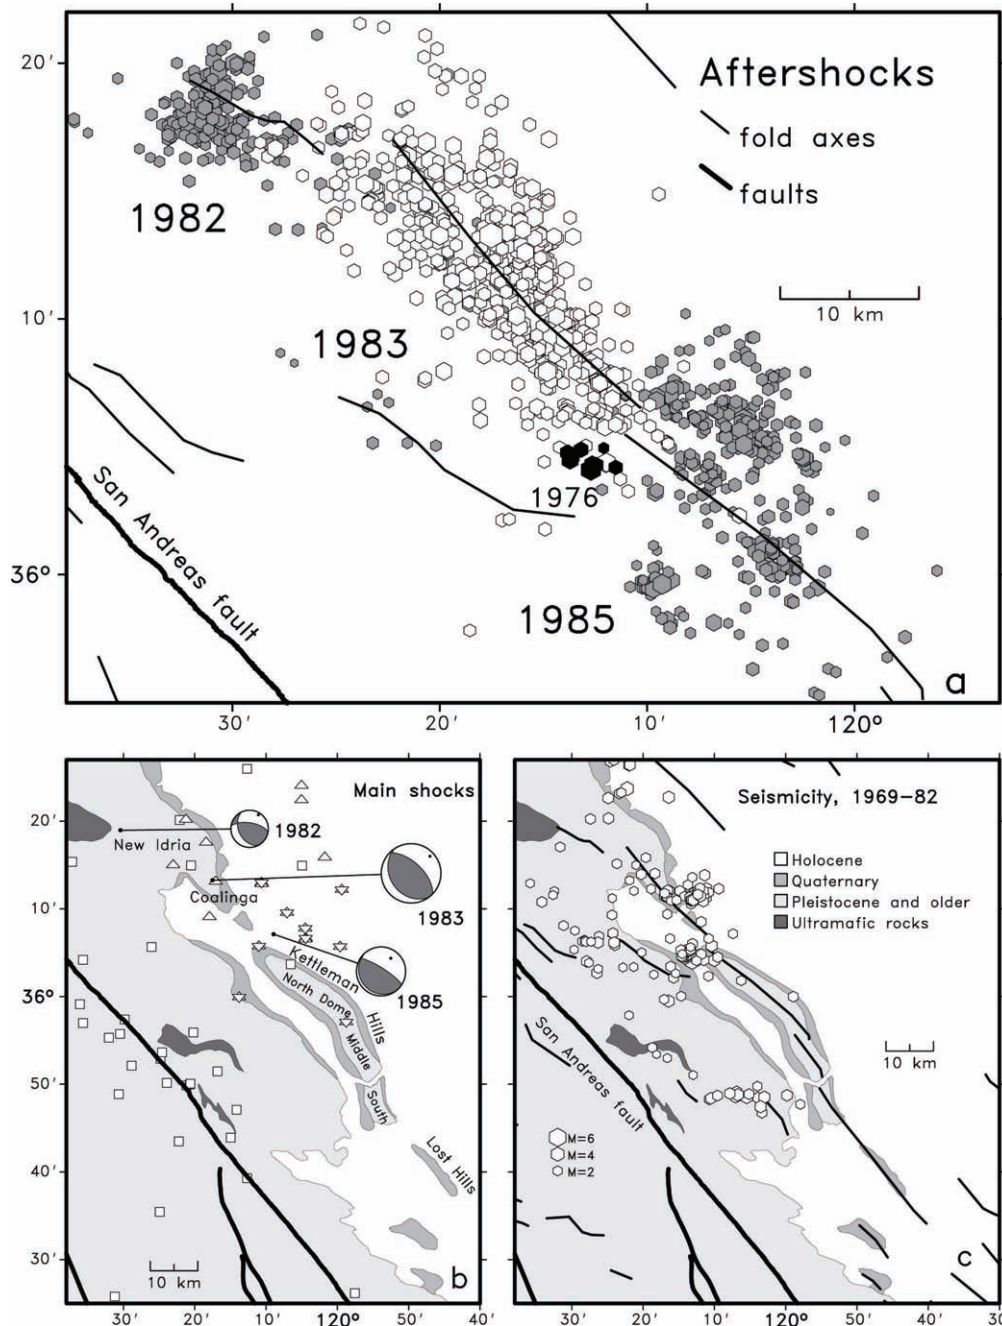 20′
Aftershocks
fold axes
faults
1982
10 km
10′
1983
1976
San Andreas fault
36°
1985
a
30′
20′
10′
120°
Main shocks
20′
New Idria
1982
Coalinga
10′
1983
Kettleman
Hills
North Dome
36°
1985
Middle
50′
South
40′
Lost Hills
30′
10 km
b
30′
20′
10′
120°
50′
40′
Seismicity, 1969–82
Holocene
Quaternary
Pleistocene and older
Ultramafic rocks
San Andreas fault
10 km
M=6
M=4
M=2
c
30′
20′
10′
120°
50′
40′